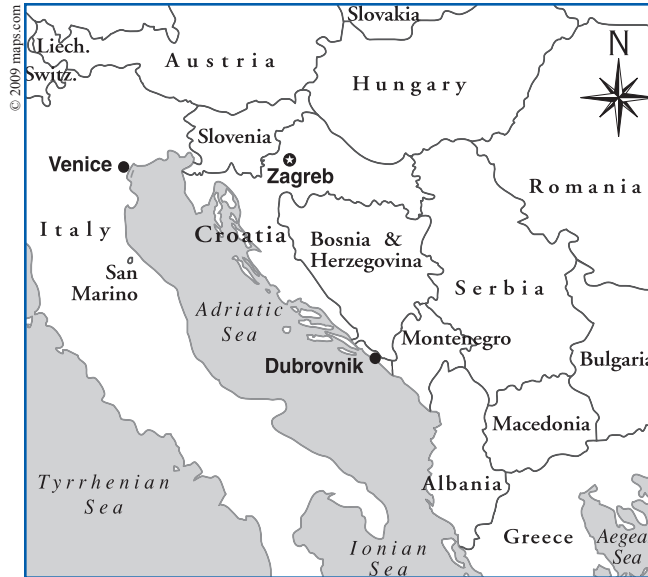 © 2009 maps.com
Slovakia
Liech.
Switz.
Austria
Hungary
N
Slovenia
Venice
Zagreb
Romania
Italy
Croatia
Bosnia &
Herzegovina
San
Marino
Serbia
Adriatic
Sea
Montenegro
Dubrovnik
Bulgaria
Macedonia
Tyrrhenian
Sea
Albania
Greece
Aegea
Sea
Ionian
Sea